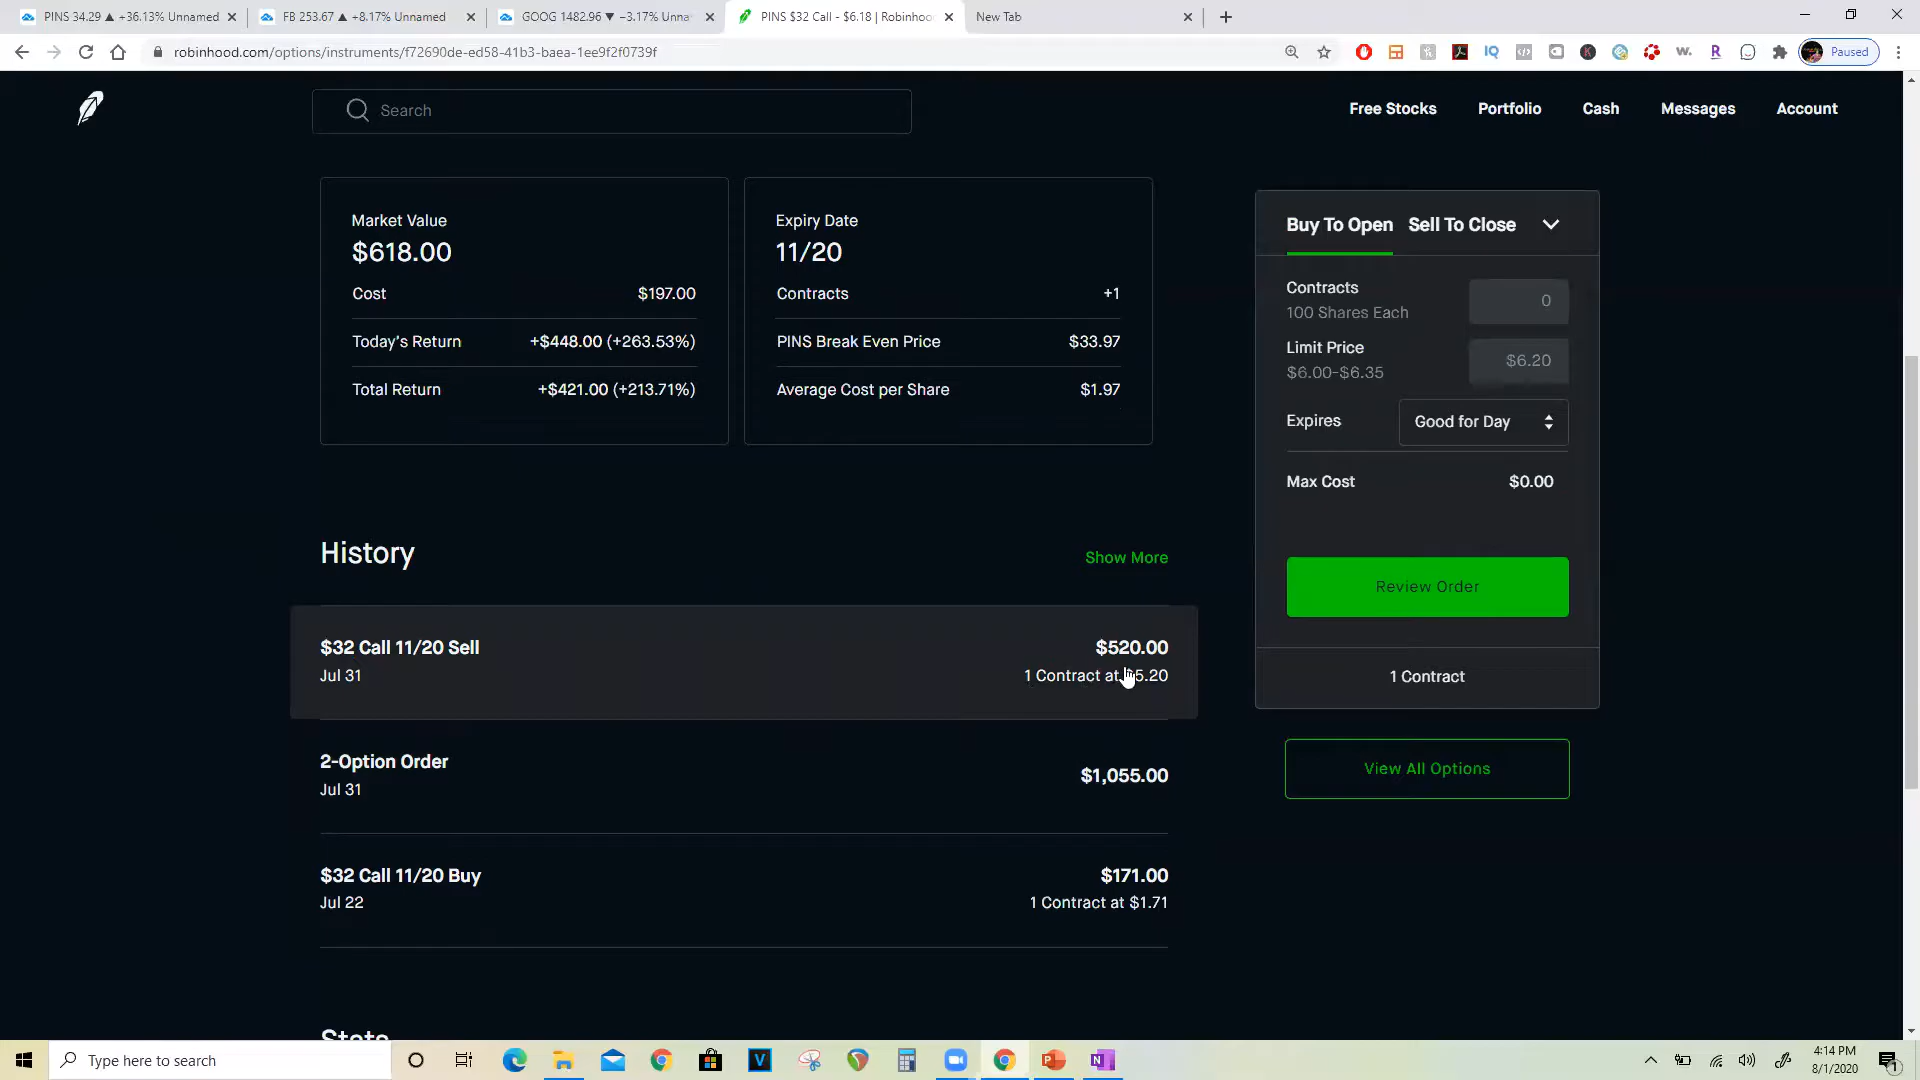 PINS 34.29 ▲ +36.13% Unnamed
FB 253.67 ▲ +8.17% Unnamed
GOOG 1482.96 ▼ −3.17% Unna
PINS $32 Call - $6.18 | Robinhoo
New Tab
robinhood.com/options/instruments/f72690de-ed58-41b3-baea-1ee9f2f0739f
Paused
Search
Free Stocks
Portfolio
Cash
Messages
Account
Market Value
$618.00
Cost $197.00
Today's Return +$448.00 (+263.53%)
Total Return +$421.00 (+213.71%)
Expiry Date
11/20
Contracts +1
PINS Break Even Price $33.97
Average Cost per Share $1.97
Buy To Open Sell To Close
Contracts 0
100 Shares Each
Limit Price $6.20
$6.00-$6.35
Expires Good for Day
Max Cost $0.00
Review Order
1 Contract
View All Options
History Show More
$32 Call 11/20 Sell $520.00
Jul 31 1 Contract at 5.20
2-Option Order $1,055.00
Jul 31
$32 Call 11/20 Buy $171.00
Jul 22 1 Contract at $1.71
Stats
Type here to search
4:14 PM
8/1/2020